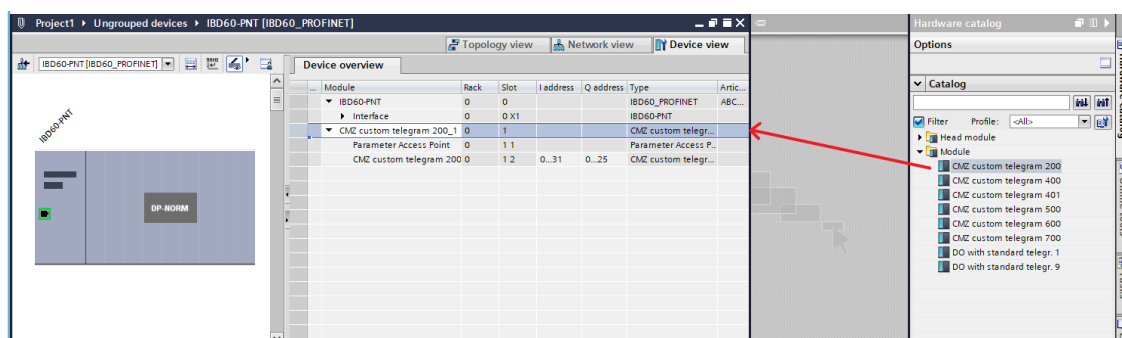 Project1 ▸ Ungrouped devices ▸ IBD60-PNT [IBD60_PROFINET]
Hardware catalog
Topology view
Network view
Device view
Options
IBD60-PNT [IBD60_PROFINET]
Device overview
... Module Rack Slot I address Q address Type Artic...
IBD60-PNT 0 0 IBD60_PROFINET ABC...
Interface 0 0 X1 IBD60-PNT
CMZ custom telegram 200_1 0 1 CMZ custom telegr...
Parameter Access Point 0 1 1 Parameter Access P..
CMZ custom telegram 200 0 1 2 0...31 0...25 CMZ custom telegr...
IBD60-PNT
DP-NORM
Catalog
Filter Profile: <All>
Head module
Module
CMZ custom telegram 200
CMZ custom telegram 400
CMZ custom telegram 401
CMZ custom telegram 500
CMZ custom telegram 600
CMZ custom telegram 700
DO with standard telegr. 1
DO with standard telegr. 9